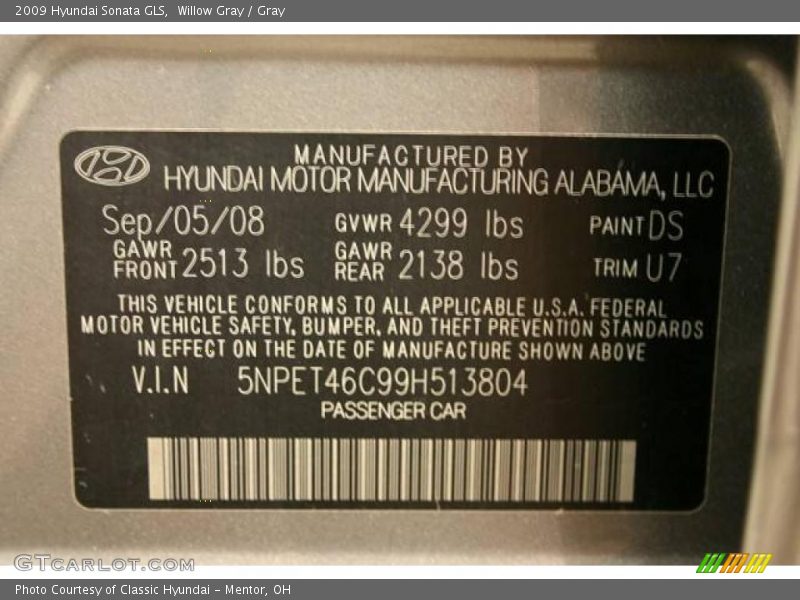 2009 Hyundai Sonata GLS, Willow Gray / Gray
MANUFACTURED BY
HYUNDAI MOTOR MANUFACTURING ALABAMA, LLC
Sep/05/08 GVWR 4299 lbs PAINT DS
GAWR FRONT 2513 lbs GAWR REAR 2138 lbs TRIM U7
THIS VEHICLE CONFORMS TO ALL APPLICABLE U.S.A. FEDERAL
MOTOR VEHICLE SAFETY, BUMPER, AND THEFT PREVENTION STANDARDS
IN EFFECT ON THE DATE OF MANUFACTURE SHOWN ABOVE
V.I.N 5NPET46C99H513804
PASSENGER CAR
GTCARLOT.COM
Photo Courtesy of Classic Hyundai - Mentor, OH